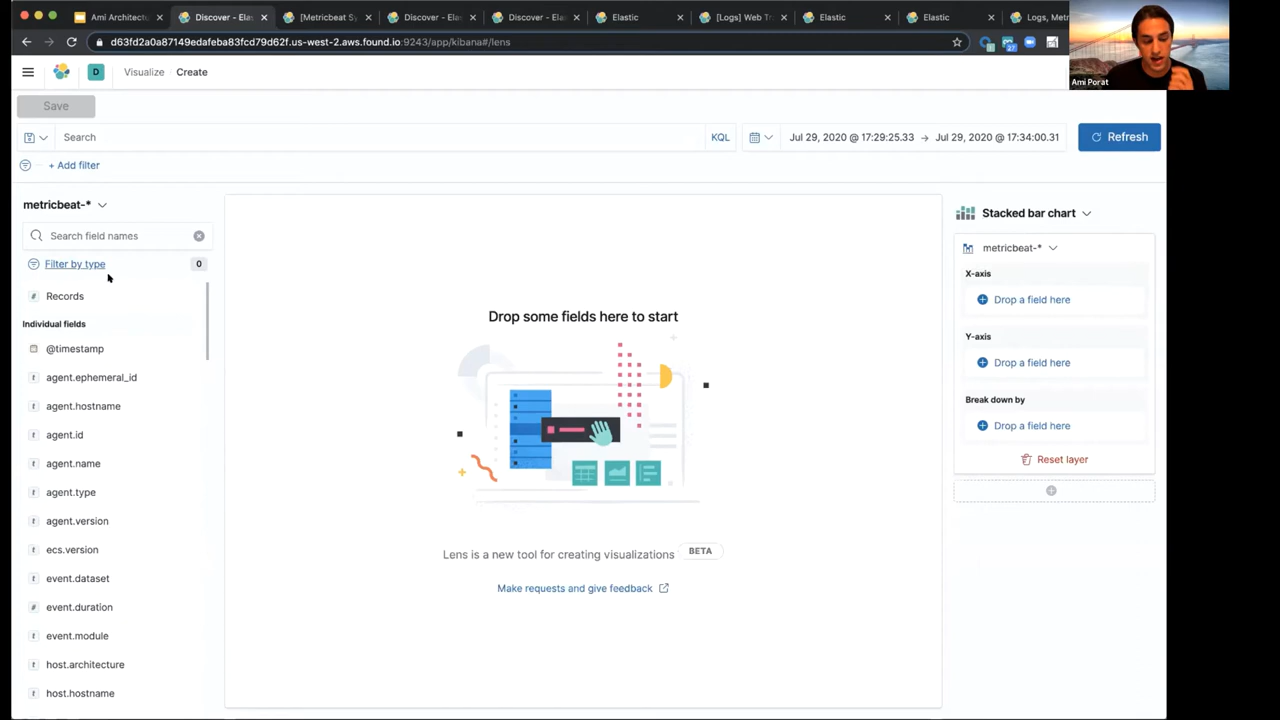 Ami Architectu
Discover - Elas
[Metricbeat Sy
Discover - Elas
Discover - Elas
Elastic
[Logs] Web Tr
Elastic
Elastic
Logs, Met
d63fd2a0a87149edafeba83fcd79d62f.us-west-2.aws.found.io:9243/app/kibana#/lens
27
Ami Porat
D
Visualize
Create
Save
Search
KQL
Jul 29, 2020 @ 17:29:25.33 → Jul 29, 2020 @ 17:34:00.31
Refresh
+ Add filter
metricbeat-*
Search field names
Filter by type
0
# Records
Individual fields
@timestamp
t agent.ephemeral_id
t agent.hostname
t agent.id
t agent.name
t agent.type
t agent.version
t ecs.version
t event.dataset
# event.duration
t event.module
t host.architecture
t host.hostname
Drop some fields here to start
Lens is a new tool for creating visualizations
BETA
Make requests and give feedback
Stacked bar chart
metricbeat-*
X-axis
Drop a field here
Y-axis
Drop a field here
Break down by
Drop a field here
Reset layer